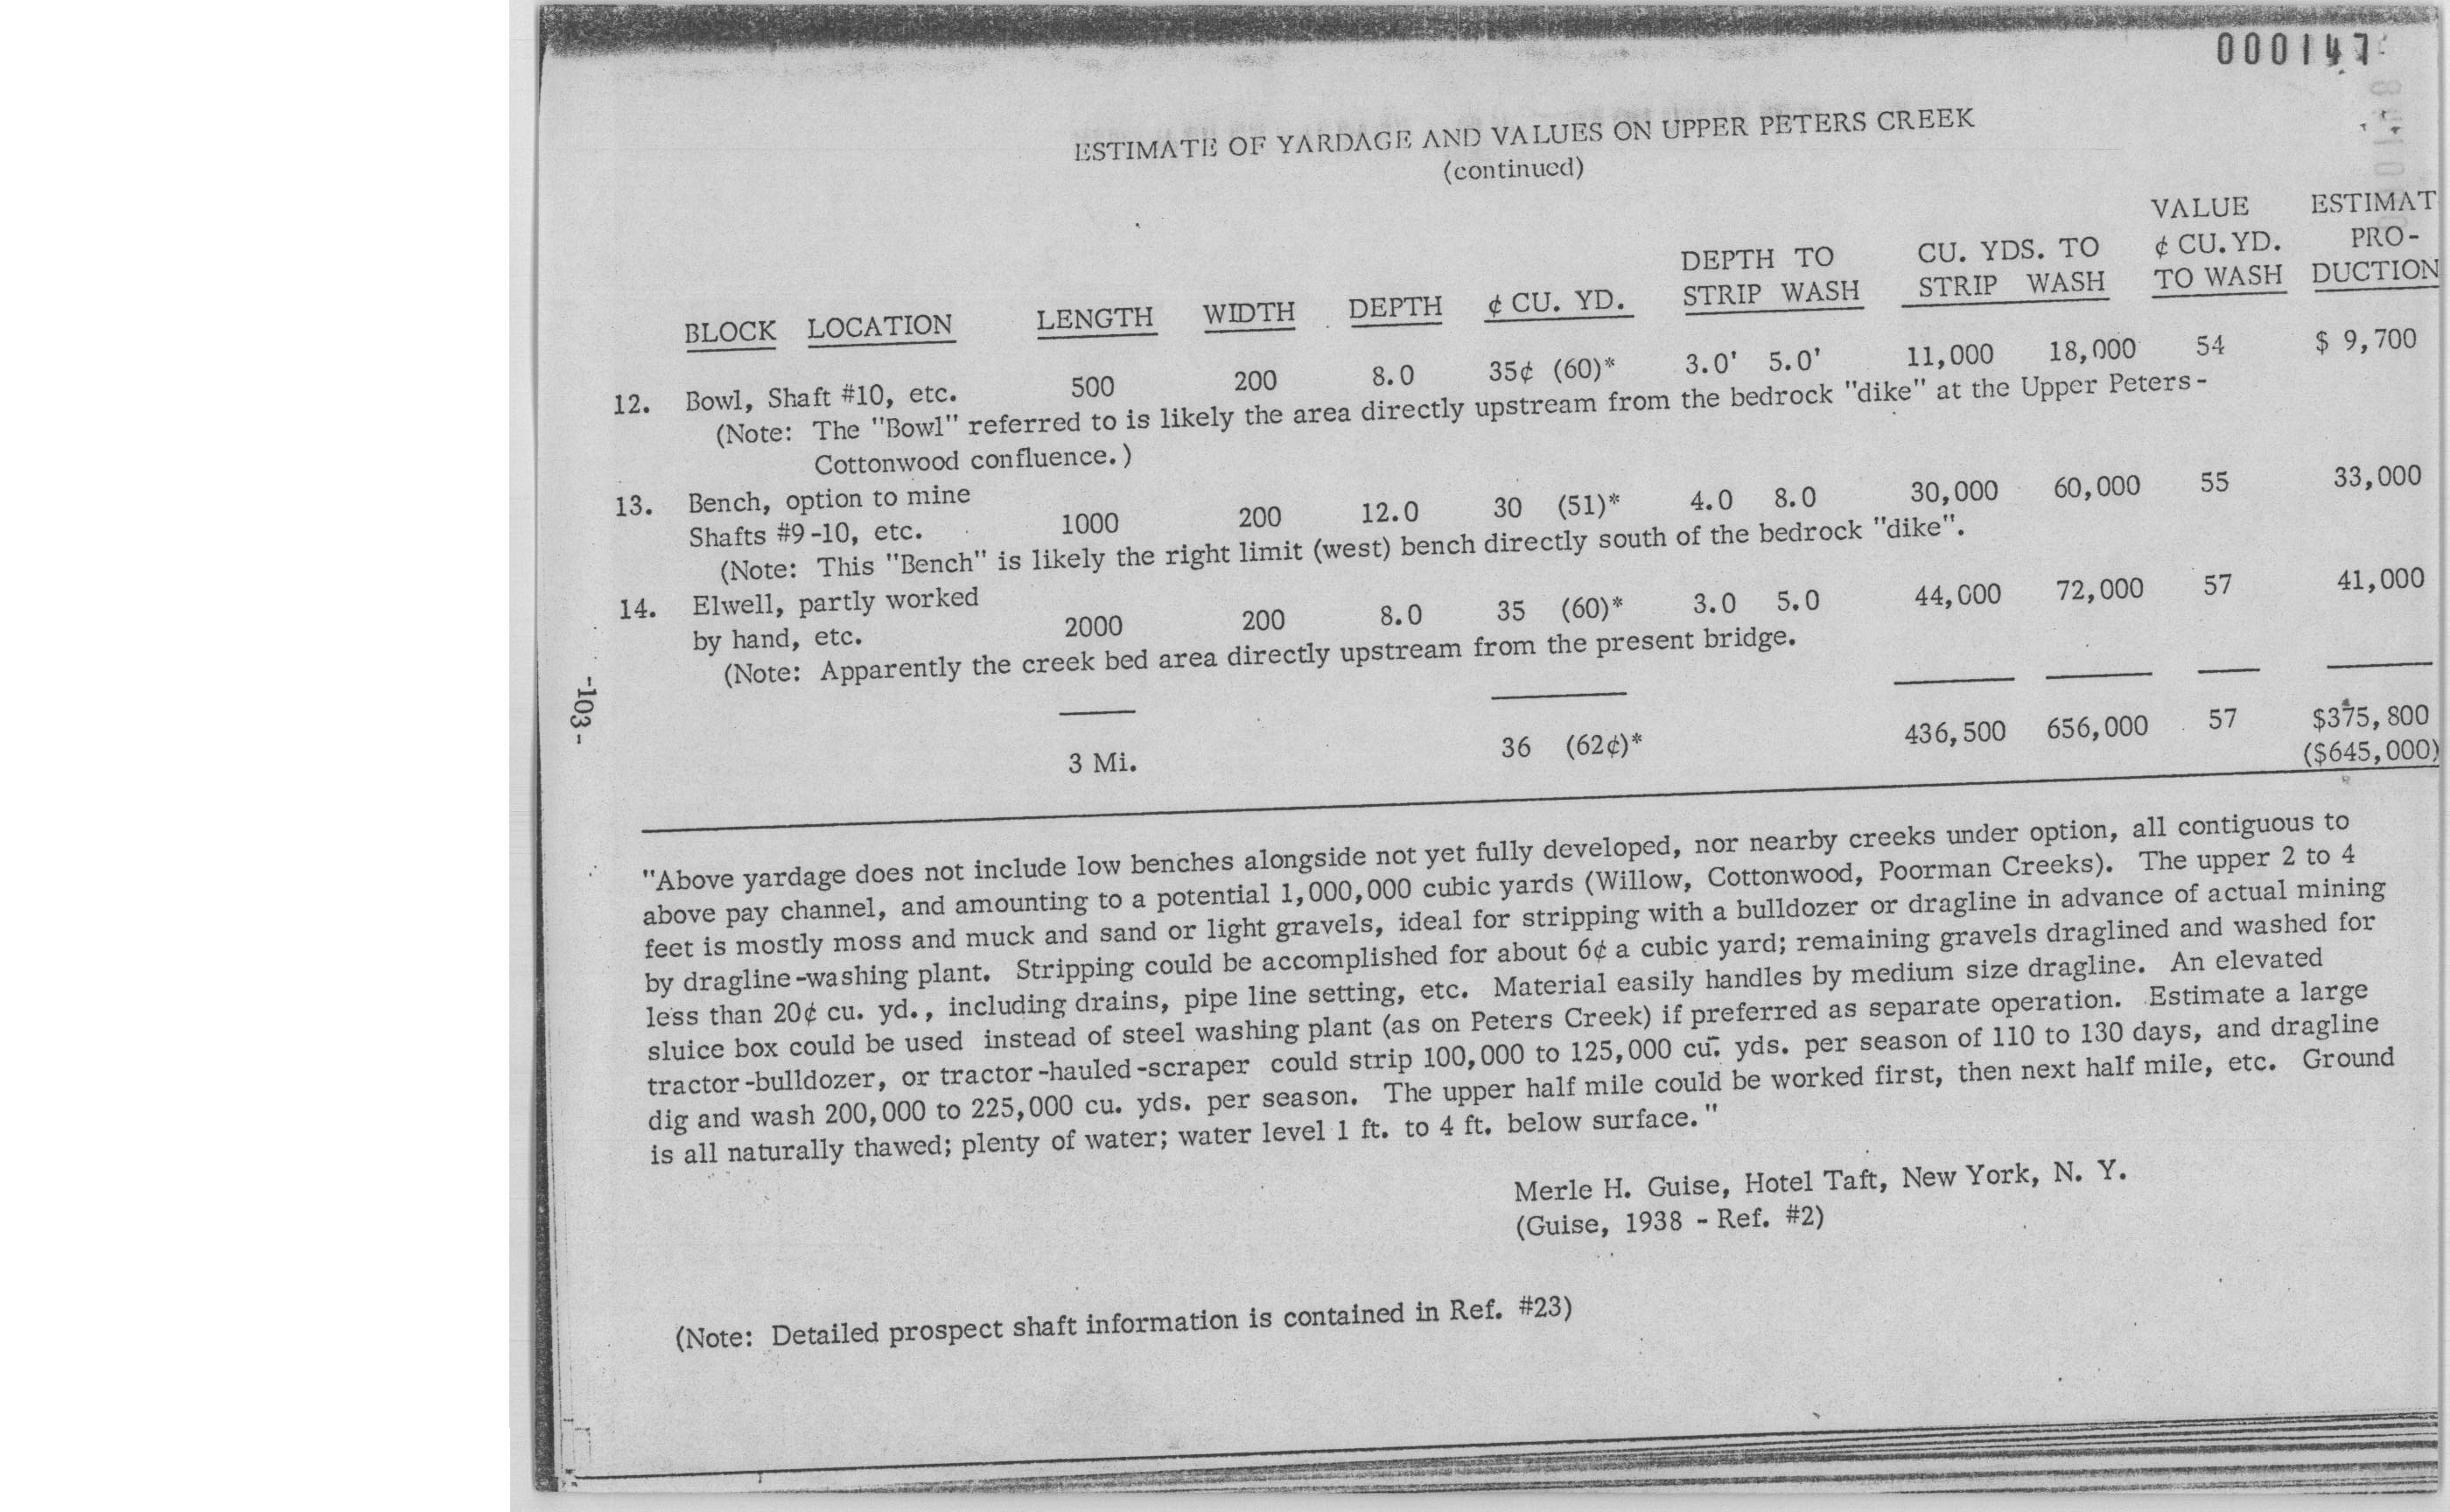 000147
ESTIMATE OF YARDAGE AND VALUES ON UPPER PETERS CREEK
(continued)
VALUE ESTIMAT
DEPTH TO CU. YDS. TO ¢ CU. YD. PRO-
BLOCK LOCATION LENGTH WIDTH DEPTH ¢ CU. YD. STRIP WASH STRIP WASH TO WASH DUCTION
12. Bowl, Shaft #10, etc. 500 200 8.0 35¢ (60)* 3.0' 5.0' 11,000 18,000 54 $ 9,700
(Note: The "Bowl" referred to is likely the area directly upstream from the bedrock "dike" at the Upper Peters-
Cottonwood confluence.)
13. Bench, option to mine
Shafts #9-10, etc. 1000 200 12.0 30 (51)* 4.0 8.0 30,000 60,000 55 33,000
(Note: This "Bench" is likely the right limit (west) bench directly south of the bedrock "dike".
14. Elwell, partly worked
by hand, etc. 2000 200 8.0 35 (60)* 3.0 5.0 44,000 72,000 57 41,000
(Note: Apparently the creek bed area directly upstream from the present bridge.
3 Mi. 36 (62¢)* 436,500 656,000 57 $375,800
($645,000)
"Above yardage does not include low benches alongside not yet fully developed, nor nearby creeks under option, all contiguous to
above pay channel, and amounting to a potential 1,000,000 cubic yards (Willow, Cottonwood, Poorman Creeks). The upper 2 to 4
feet is mostly moss and muck and sand or light gravels, ideal for stripping with a bulldozer or dragline in advance of actual mining
by dragline-washing plant. Stripping could be accomplished for about 6¢ a cubic yard; remaining gravels draglined and washed for
less than 20¢ cu. yd., including drains, pipe line setting, etc. Material easily handles by medium size dragline. An elevated
sluice box could be used instead of steel washing plant (as on Peters Creek) if preferred as separate operation. Estimate a large
tractor-bulldozer, or tractor-hauled-scraper could strip 100,000 to 125,000 cu. yds. per season of 110 to 130 days, and dragline
dig and wash 200,000 to 225,000 cu. yds. per season. The upper half mile could be worked first, then next half mile, etc. Ground
is all naturally thawed; plenty of water; water level 1 ft. to 4 ft. below surface."
Merle H. Guise, Hotel Taft, New York, N. Y.
(Guise, 1938 - Ref. #2)
(Note: Detailed prospect shaft information is contained in Ref. #23)
-103-